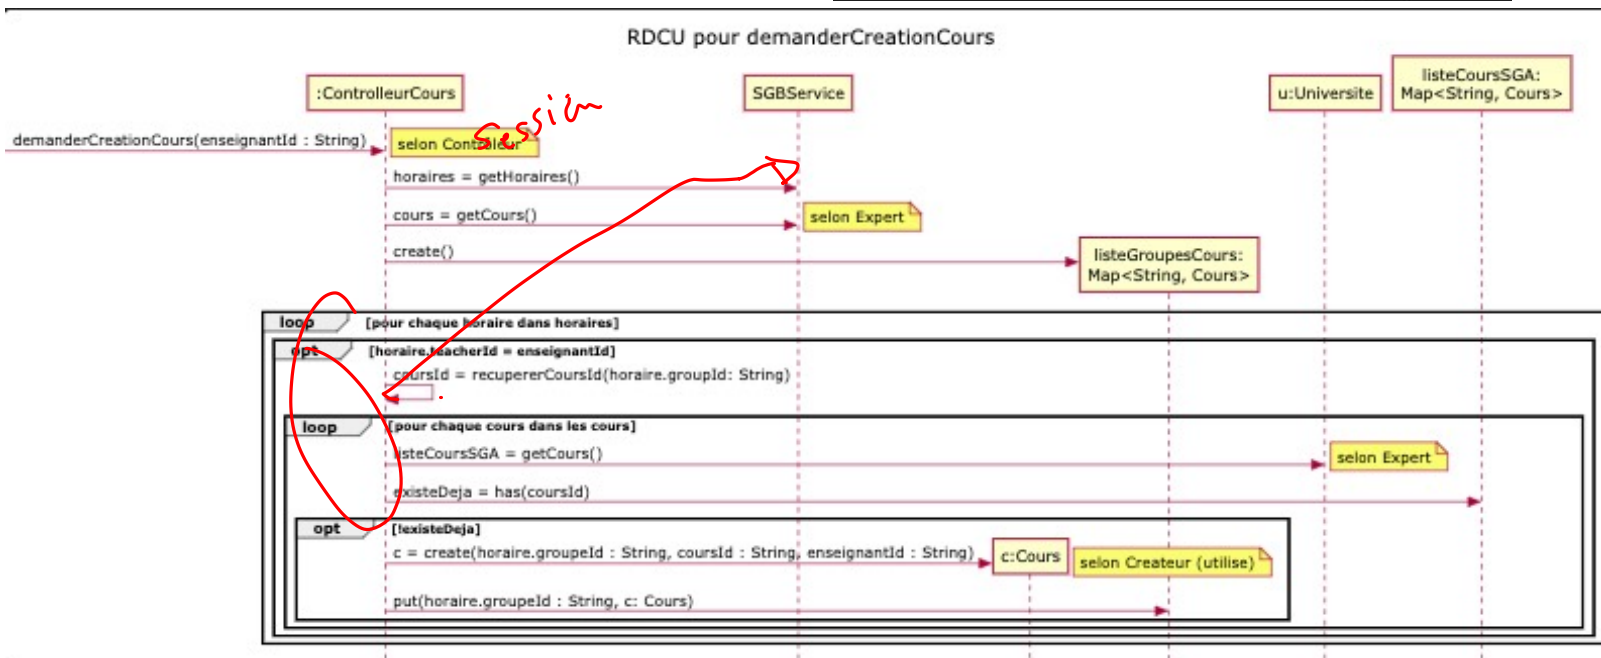 RDCU pour demanderCreationCours
:ControlleurCours
SGBService
u:Universite
listeCoursSGA:
Map<String, Cours>
Session
demanderCreationCours(enseignantId : String)
selon Contrôleur
horaires = getHoraires()
cours = getCours()
selon Expert
create()
listeGroupesCours:
Map<String, Cours>
loop [pour chaque horaire dans horaires]
opt [horaire.teacherId = enseignantId]
coursId = recupererCoursId(horaire.groupId: String)
loop [pour chaque cours dans les cours]
listeCoursSGA = getCours()
selon Expert
existeDeja = has(coursId)
opt [!existeDeja]
c = create(horaire.groupeId : String, coursId : String, enseignantId : String)
c:Cours
selon Createur (utilise)
put(horaire.groupeId : String, c: Cours)